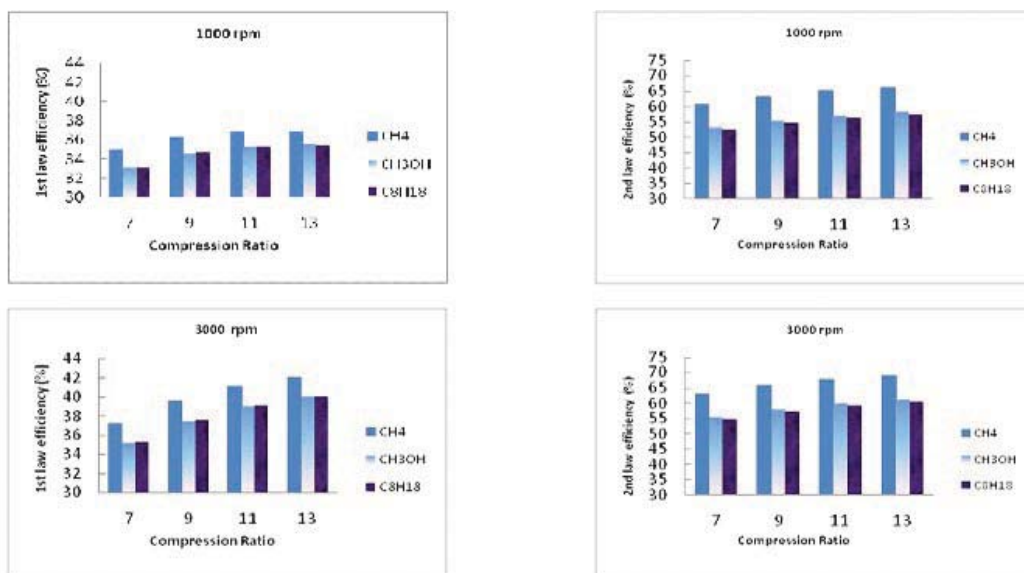 1000 rpm
44
42
40
36
34
32
30
1st law efficiency (%)
7 9 11 13
Compression Ratio
CH4
CH3OH
C8H18
1000 rpm
75
70
65
60
55
50
45
40
35
30
2nd law efficiency (%)
7 9 11 13
Compression Ratio
CH4
CH3OH
C8H18
3000 rpm
44
42
40
38
36
34
32
30
1st law efficiency (%)
7 9 11 13
Compression Ratio
CH4
CH3OH
C8H18
3000 rpm
75
70
65
60
55
50
45
40
35
30
2nd law efficiency (%)
7 9 11 13
Compression Ratio
CH4
CH3OH
C8H18